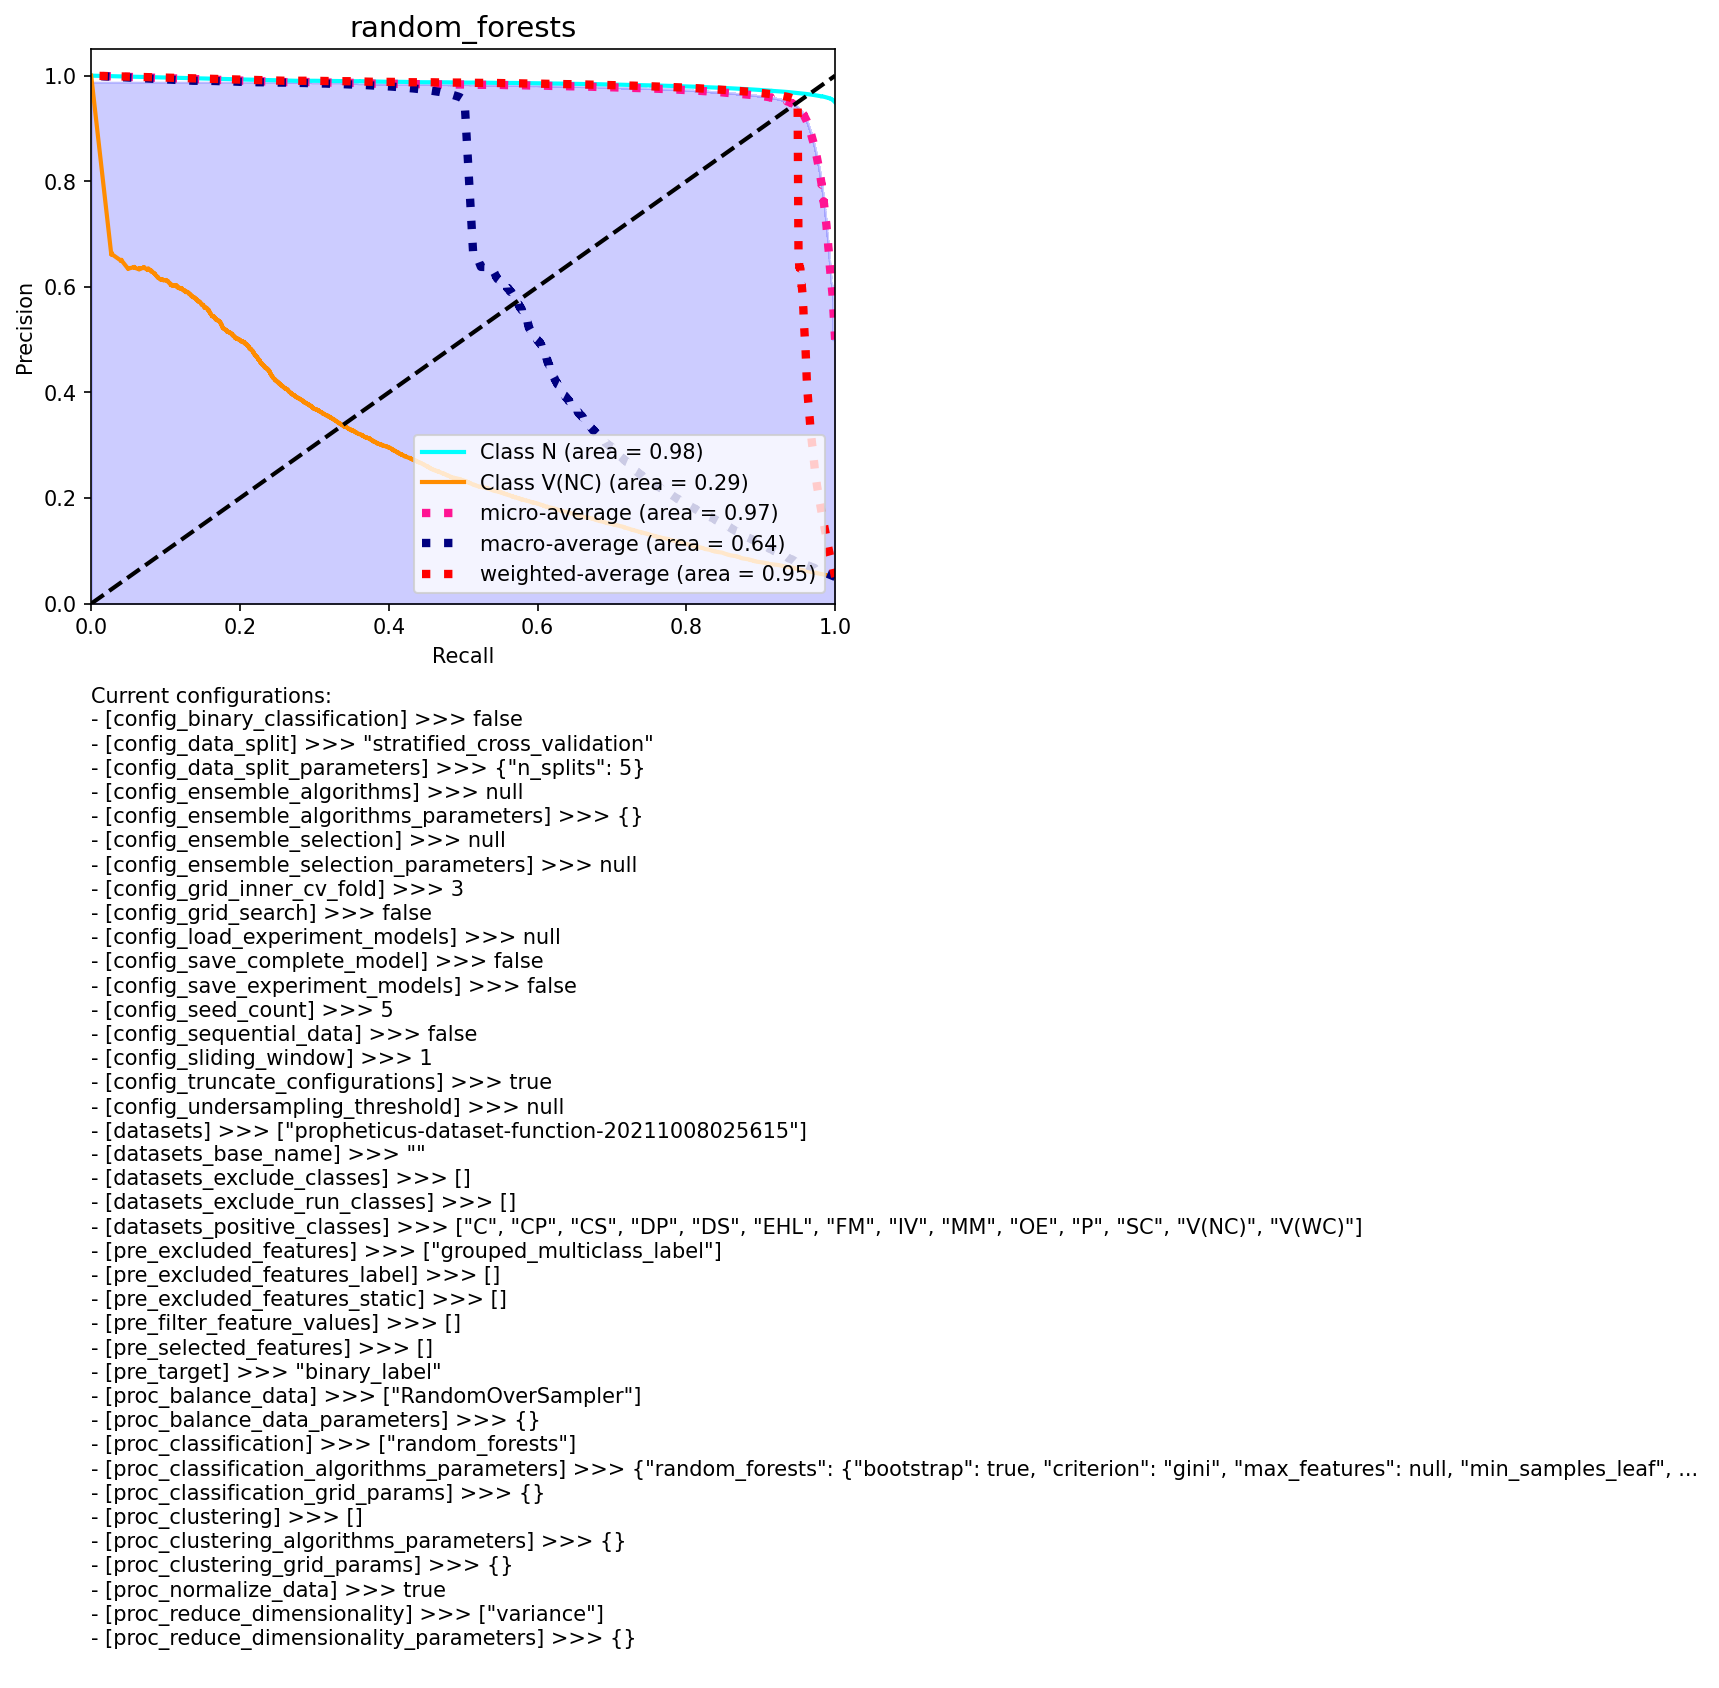 random_forests
1.0
0.8
0.6
0.4
0.2
0.0
Precision
0.0 0.2 0.4 0.6 0.8 1.0
Recall
Class N (area = 0.98)
Class V(NC) (area = 0.29)
micro-average (area = 0.97)
macro-average (area = 0.64)
weighted-average (area = 0.95)
Current configurations:
- [config_binary_classification] >>> false
- [config_data_split] >>> "stratified_cross_validation"
- [config_data_split_parameters] >>> {"n_splits": 5}
- [config_ensemble_algorithms] >>> null
- [config_ensemble_algorithms_parameters] >>> {}
- [config_ensemble_selection] >>> null
- [config_ensemble_selection_parameters] >>> null
- [config_grid_inner_cv_fold] >>> 3
- [config_grid_search] >>> false
- [config_load_experiment_models] >>> null
- [config_save_complete_model] >>> false
- [config_save_experiment_models] >>> false
- [config_seed_count] >>> 5
- [config_sequential_data] >>> false
- [config_sliding_window] >>> 1
- [config_truncate_configurations] >>> true
- [config_undersampling_threshold] >>> null
- [datasets] >>> ["propheticus-dataset-function-20211008025615"]
- [datasets_base_name] >>> ""
- [datasets_exclude_classes] >>> []
- [datasets_exclude_run_classes] >>> []
- [datasets_positive_classes] >>> ["C", "CP", "CS", "DP", "DS", "EHL", "FM", "IV", "MM", "OE", "P", "SC", "V(NC)", "V(WC)"]
- [pre_excluded_features] >>> ["grouped_multiclass_label"]
- [pre_excluded_features_label] >>> []
- [pre_excluded_features_static] >>> []
- [pre_filter_feature_values] >>> []
- [pre_selected_features] >>> []
- [pre_target] >>> "binary_label"
- [proc_balance_data] >>> ["RandomOverSampler"]
- [proc_balance_data_parameters] >>> {}
- [proc_classification] >>> ["random_forests"]
- [proc_classification_algorithms_parameters] >>> {"random_forests": {"bootstrap": true, "criterion": "gini", "max_features": null, "min_samples_leaf", ...
- [proc_classification_grid_params] >>> {}
- [proc_clustering] >>> []
- [proc_clustering_algorithms_parameters] >>> {}
- [proc_clustering_grid_params] >>> {}
- [proc_normalize_data] >>> true
- [proc_reduce_dimensionality] >>> ["variance"]
- [proc_reduce_dimensionality_parameters] >>> {}